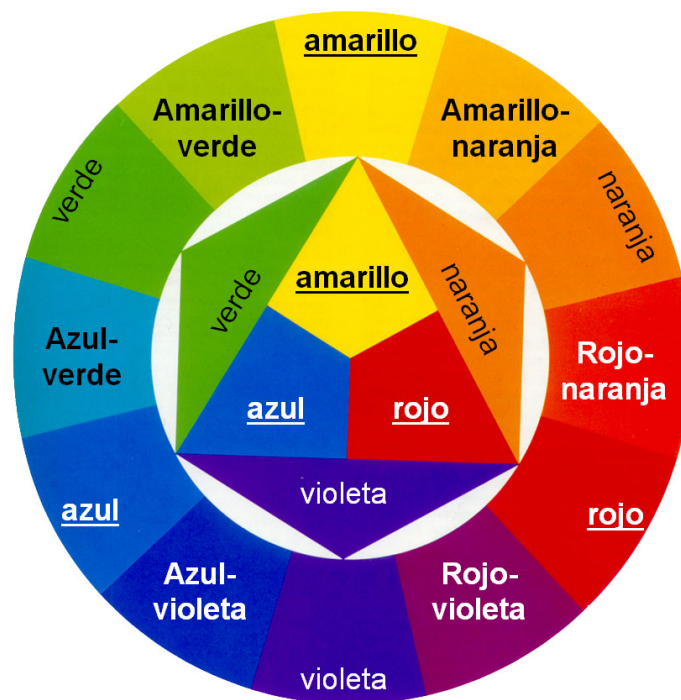 amarillo
Amarillo-
verde
Amarillo-
naranja
verde
naranja
amarillo
verde
naranja
Azul-
verde
Rojo-
naranja
azul
rojo
azul
rojo
violeta
Azul-
violeta
Rojo-
violeta
violeta